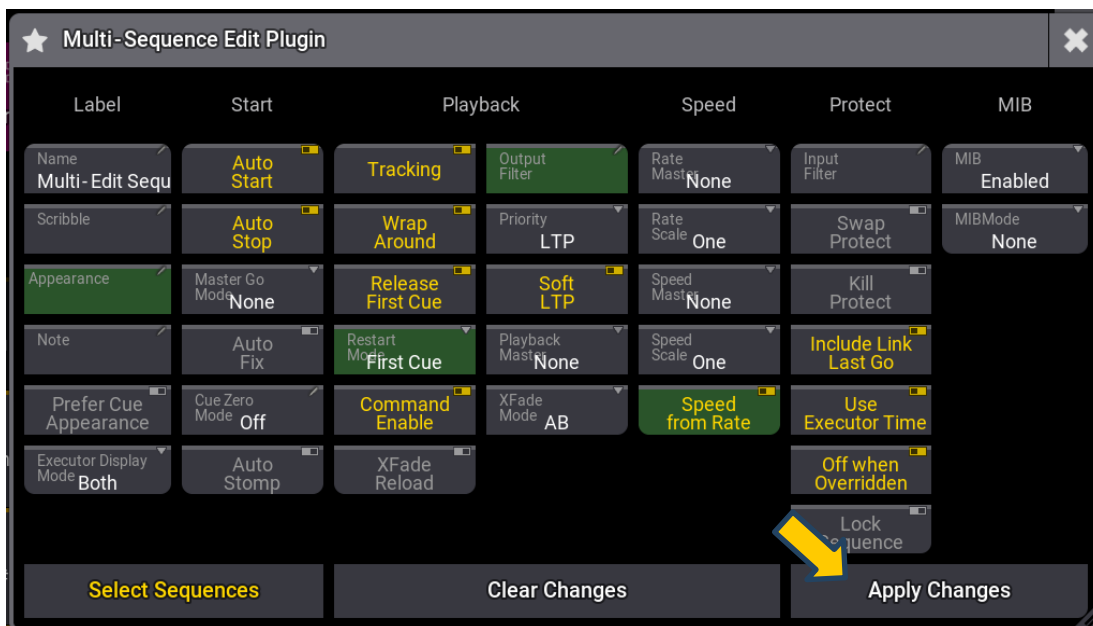 Multi-Sequence Edit Plugin
Label
Start
Playback
Speed
Protect
MIB
Name
Multi-Edit Sequ
Auto
Start
Tracking
Output
Filter
Rate
Master
None
Input
Filter
MIB
Enabled
Scribble
Auto
Stop
Wrap
Around
Priority
LTP
Rate
Scale One
Swap
Protect
MIBMode
None
Appearance
Master Go
Mode None
Release
First Cue
Soft
LTP
Speed
Master None
Kill
Protect
Note
Auto
Fix
Restart
Mode First Cue
Playback
Master None
Speed
Scale One
Include Link
Last Go
Prefer Cue
Appearance
Cue Zero
Mode Off
Command
Enable
XFade
Mode AB
Speed
from Rate
Use
Executor Time
Executor Display
Mode Both
Auto
Stomp
XFade
Reload
Off when
Overridden
Lock
Sequence
Select Sequences
Clear Changes
Apply Changes